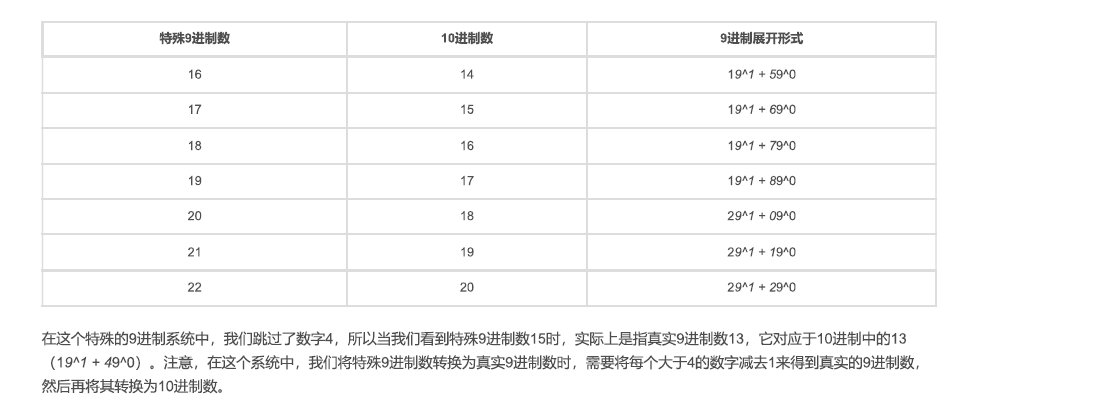 特殊9进制数 10进制数 9进制展开形式
16 14 19^1 + 59^0
17 15 19^1 + 69^0
18 16 19^1 + 79^0
19 17 19^1 + 89^0
20 18 29^1 + 09^0
21 19 29^1 + 19^0
22 20 29^1 + 29^0
在这个特殊的9进制系统中，我们跳过了数字4，所以当我们看到特殊9进制数15时，实际上是指真实9进制数13，它对应于10进制中的13
（19^1 + 49^0）。注意，在这个系统中，我们将特殊9进制数转换为真实9进制数时，需要将每个大于4的数字减去1来得到真实的9进制数，
然后再将其转换为10进制数。